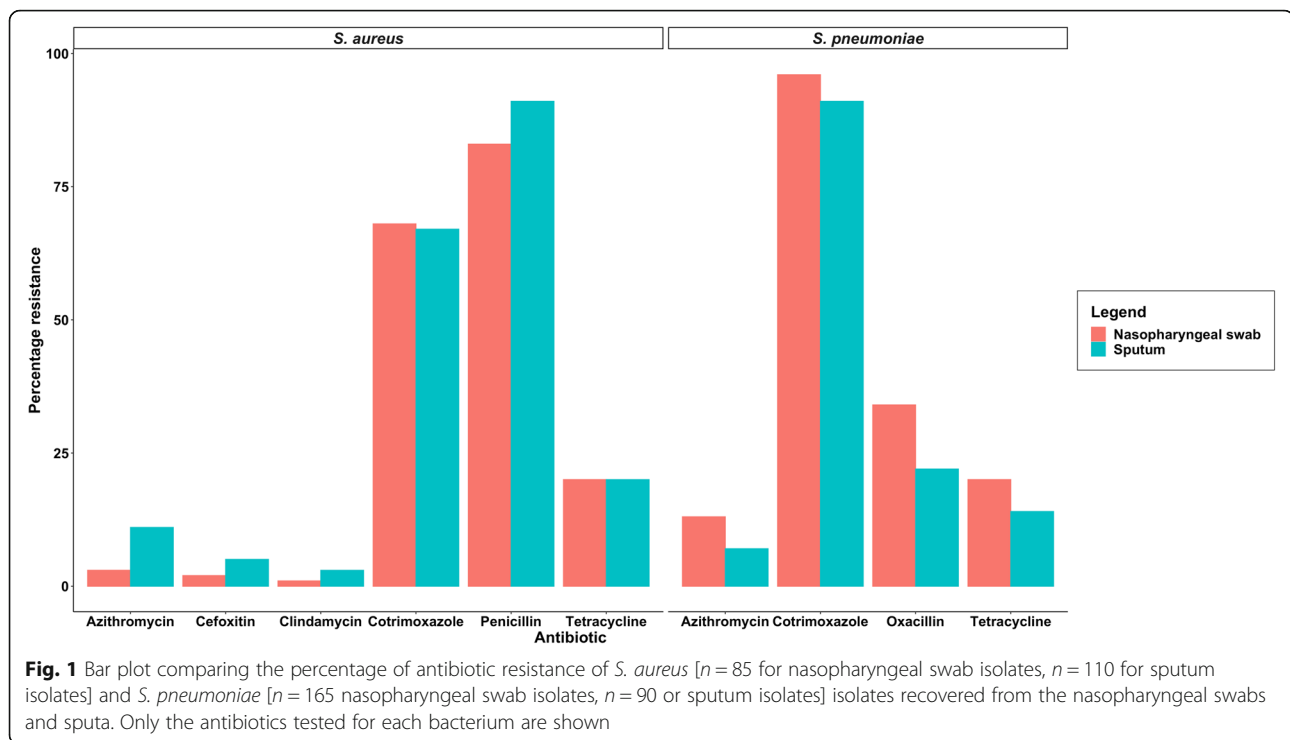 S. aureus
S. pneumoniae
100
75
50
25
0
Percentage resistance
Azithromycin Cefoxitin Clindamycin Cotrimoxazole Penicillin Tetracycline
Azithromycin Cotrimoxazole Oxacillin Tetracycline
Antibiotic
Legend
Nasopharyngeal swab
Sputum
Fig. 1 Bar plot comparing the percentage of antibiotic resistance of S. aureus [n = 85 for nasopharyngeal swab isolates, n = 110 for sputum
isolates] and S. pneumoniae [n = 165 nasopharyngeal swab isolates, n = 90 or sputum isolates] isolates recovered from the nasopharyngeal swabs
and sputa. Only the antibiotics tested for each bacterium are shown